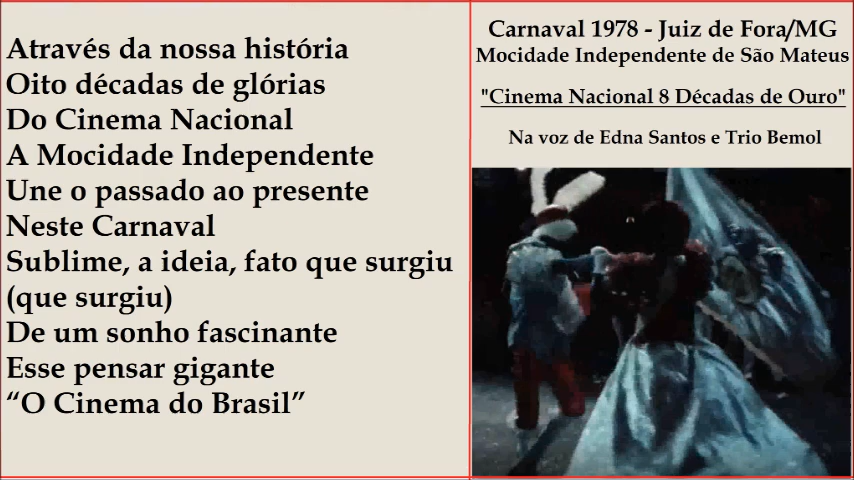 Através da nossa história
Oito décadas de glórias
Do Cinema Nacional
A Mocidade Independente
Une o passado ao presente
Neste Carnaval
Sublime, a ideia, fato que surgiu
(que surgiu)
De um sonho fascinante
Esse pensar gigante
“O Cinema do Brasil”
Carnaval 1978 - Juiz de Fora/MG
Mocidade Independente de São Mateus
"Cinema Nacional 8 Décadas de Ouro"
Na voz de Edna Santos e Trio Bemol